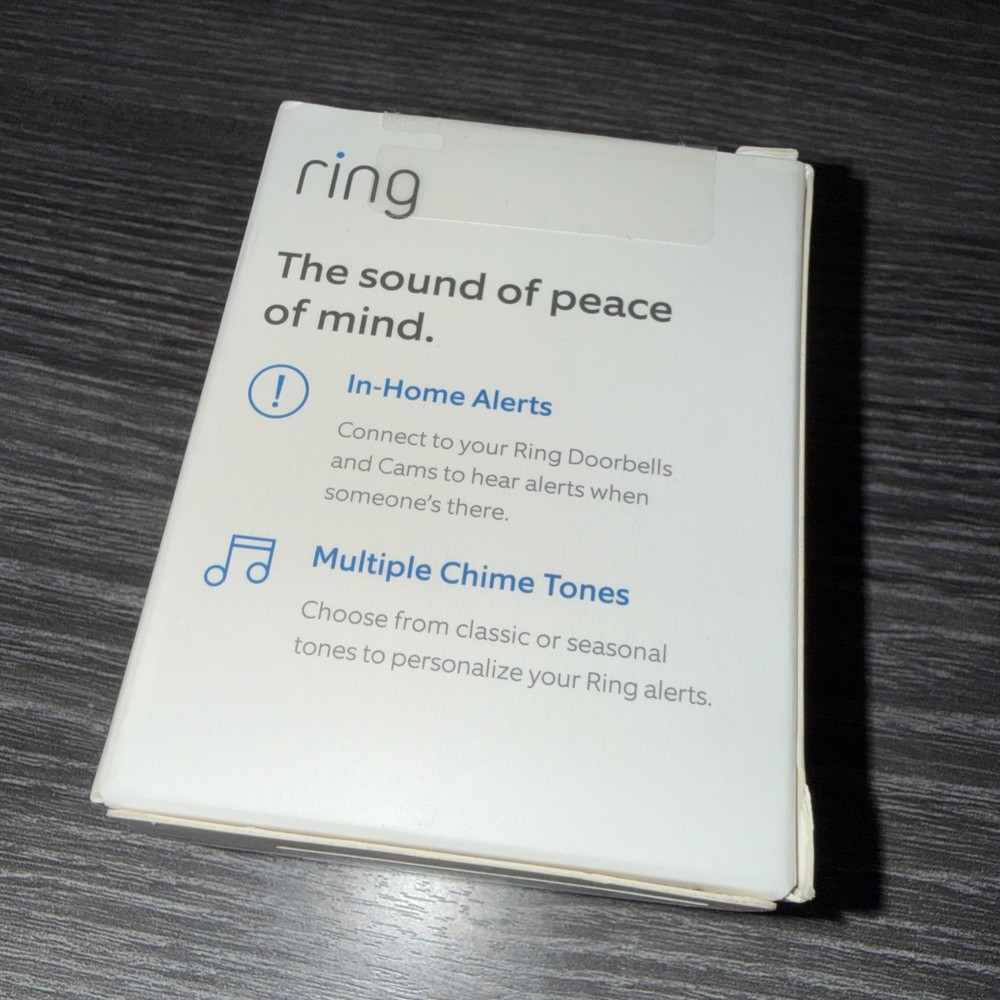 ring
The sound of peace
of mind.
In-Home Alerts
Connect to your Ring Doorbells
and Cams to hear alerts when
someone's there.
Multiple Chime Tones
Choose from classic or seasonal
tones to personalize your Ring alerts.